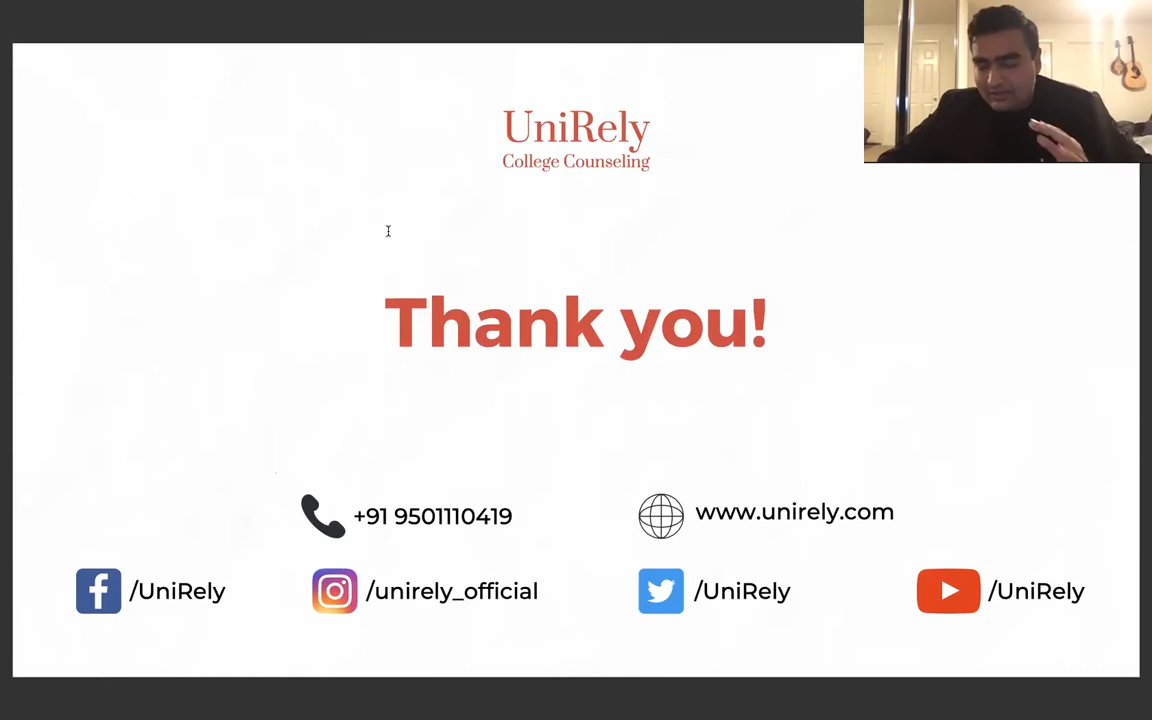 UniRely
College Counseling
Thank you!
+91 9501110419
www.unirely.com
/UniRely
/unirely_official
/UniRely
/UniRely